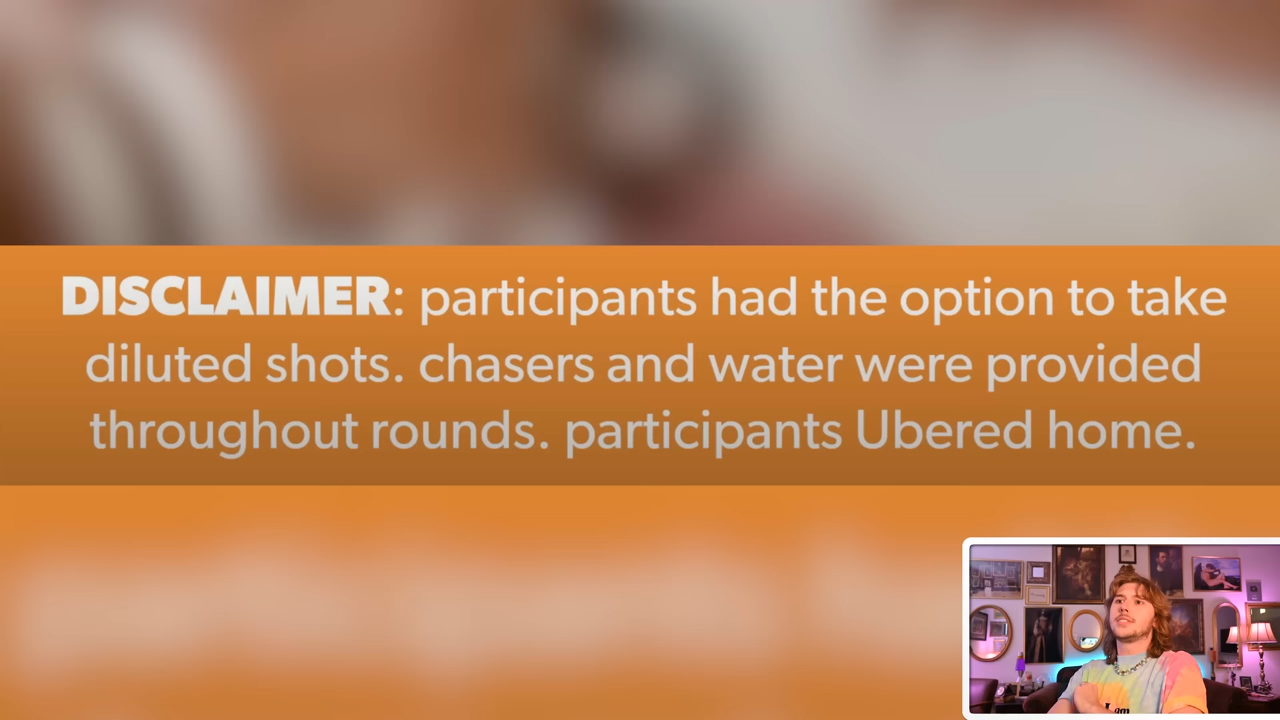 DISCLAIMER: participants had the option to take
diluted shots. chasers and water were provided
throughout rounds. participants Ubered home.